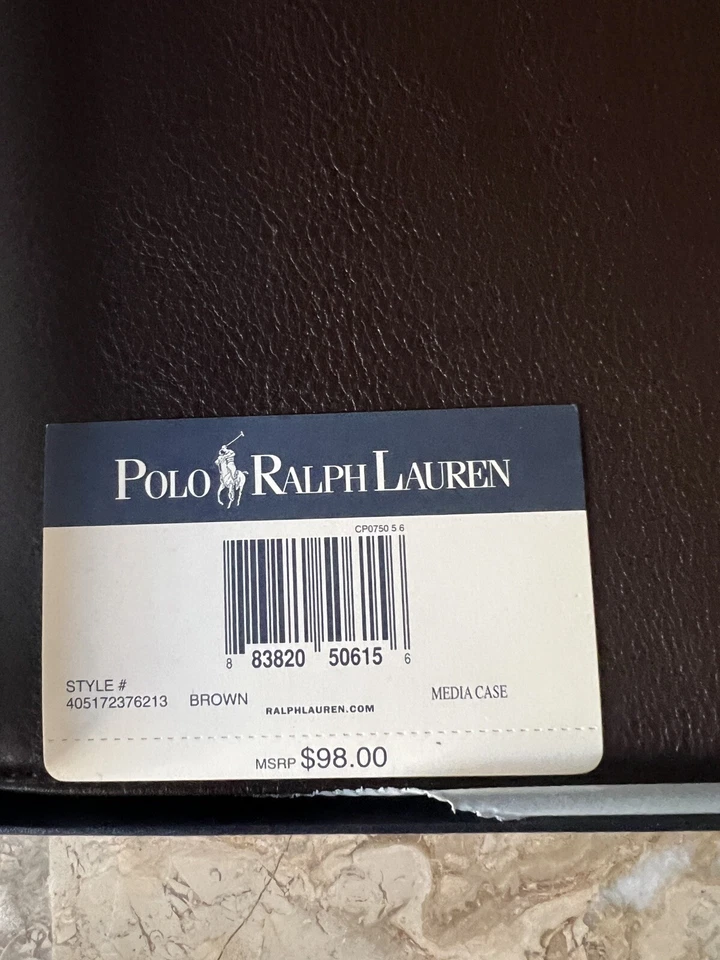 POLO RALPH LAUREN
CP0750 5 6
8 83820 50615 6
STYLE #
405172376213 BROWN RALPHLAUREN.COM MEDIA CASE
MSRP $98.00